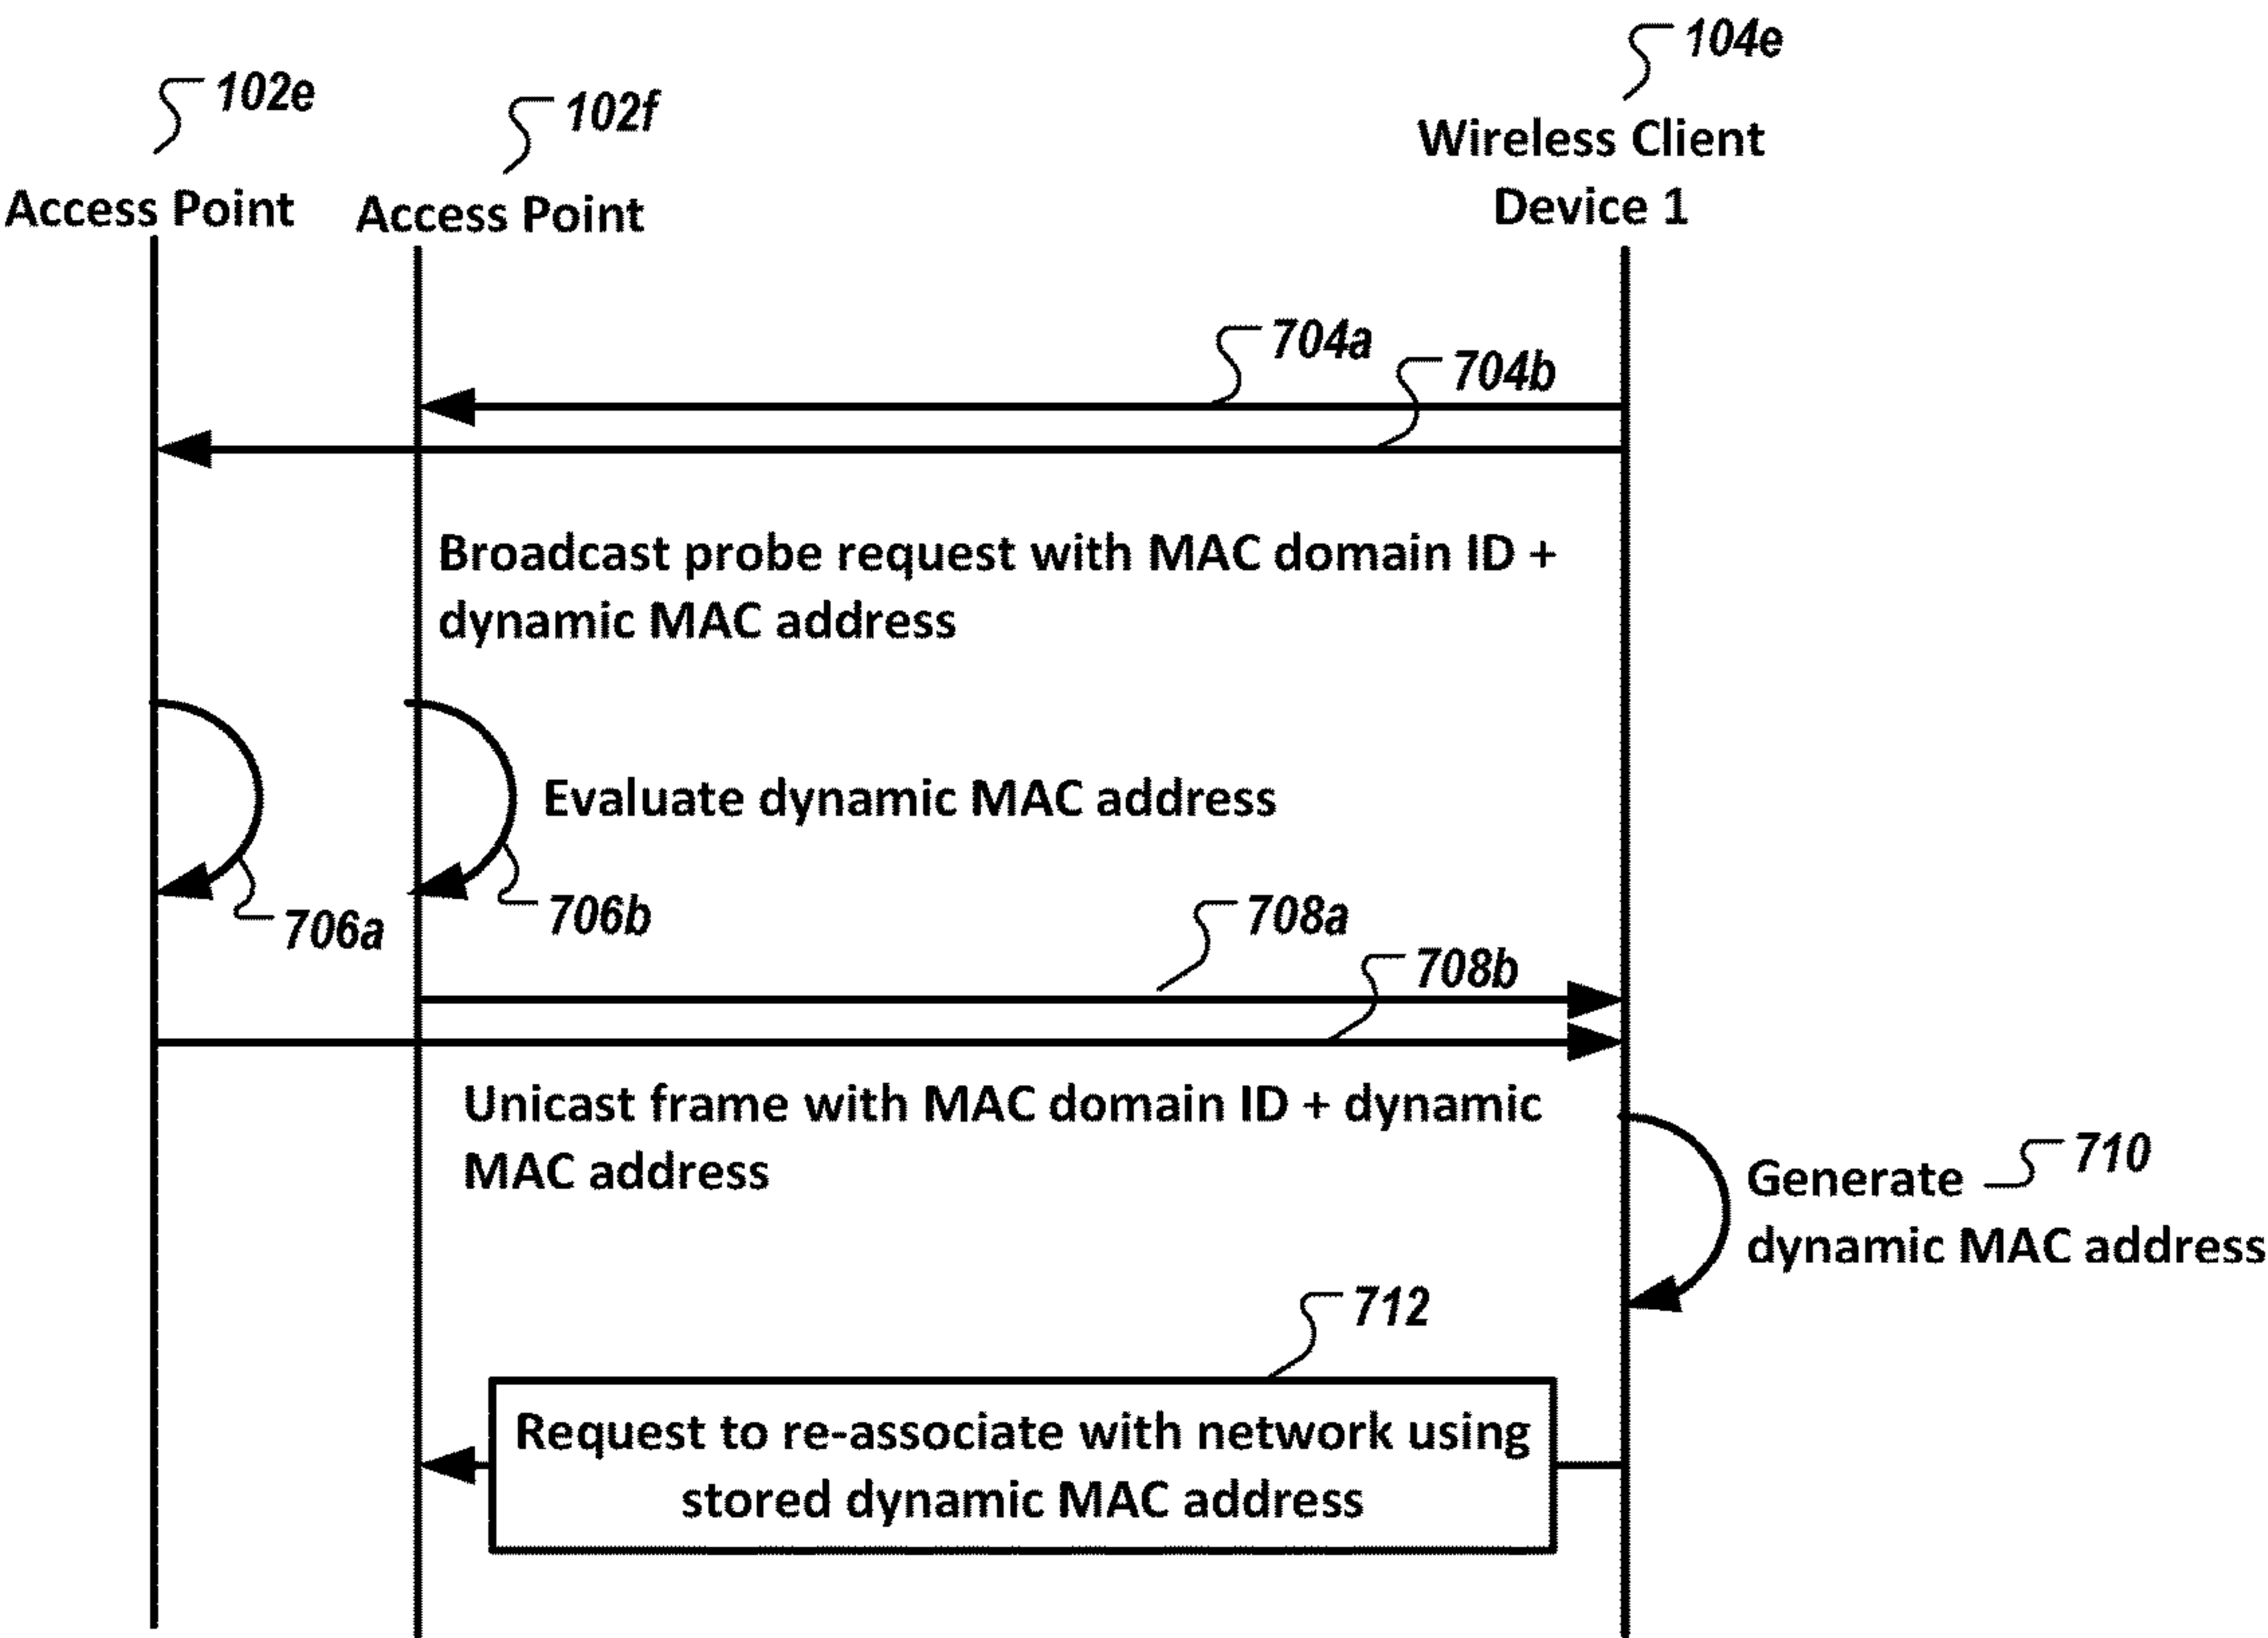 104e
102e
102f
Wireless Client
Device 1
Access Point
Access Point
704a
704b
Broadcast probe request with MAC domain ID +
dynamic MAC address
Evaluate dynamic MAC address
706a
706b
708a
708b
Unicast frame with MAC domain ID + dynamic
MAC address
Generate
710
dynamic MAC address
712
Request to re-associate with network using
stored dynamic MAC address